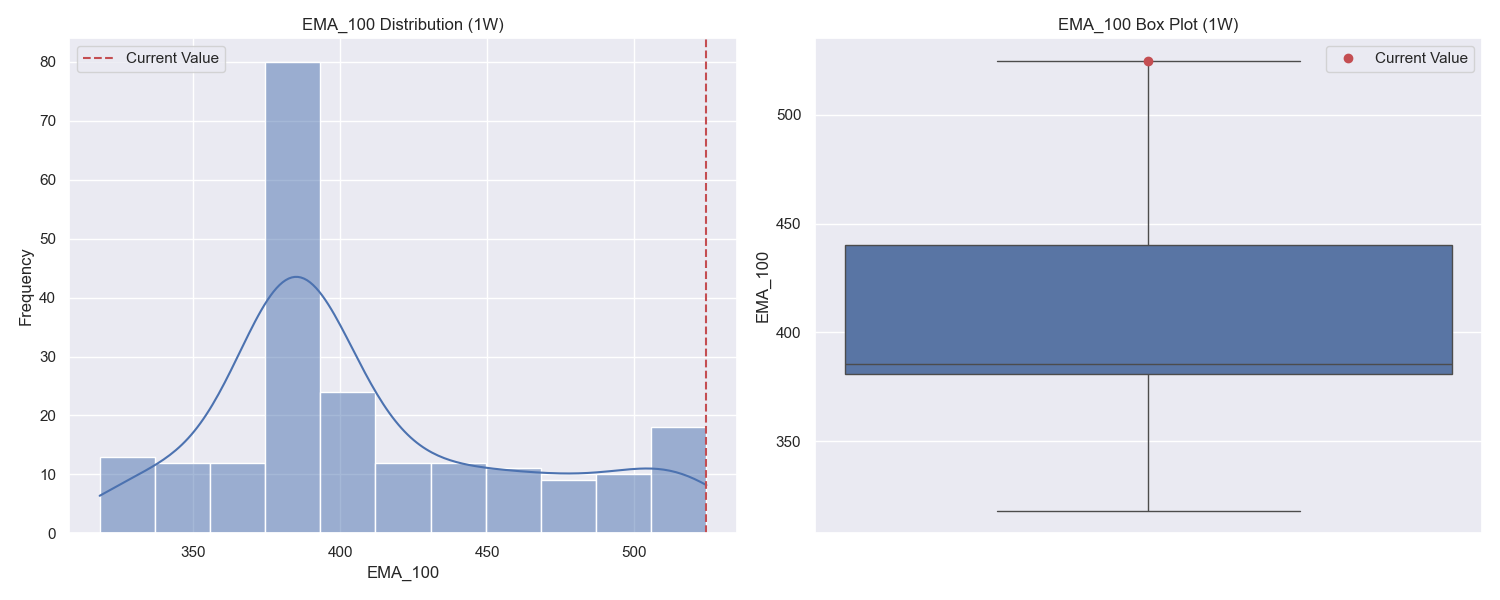 EMA_100 Distribution (1W)
Current Value
Frequency
80
70
60
50
40
30
20
10
0
350
400
450
500
EMA_100
EMA_100 Box Plot (1W)
Current Value
EMA_100
500
450
400
350